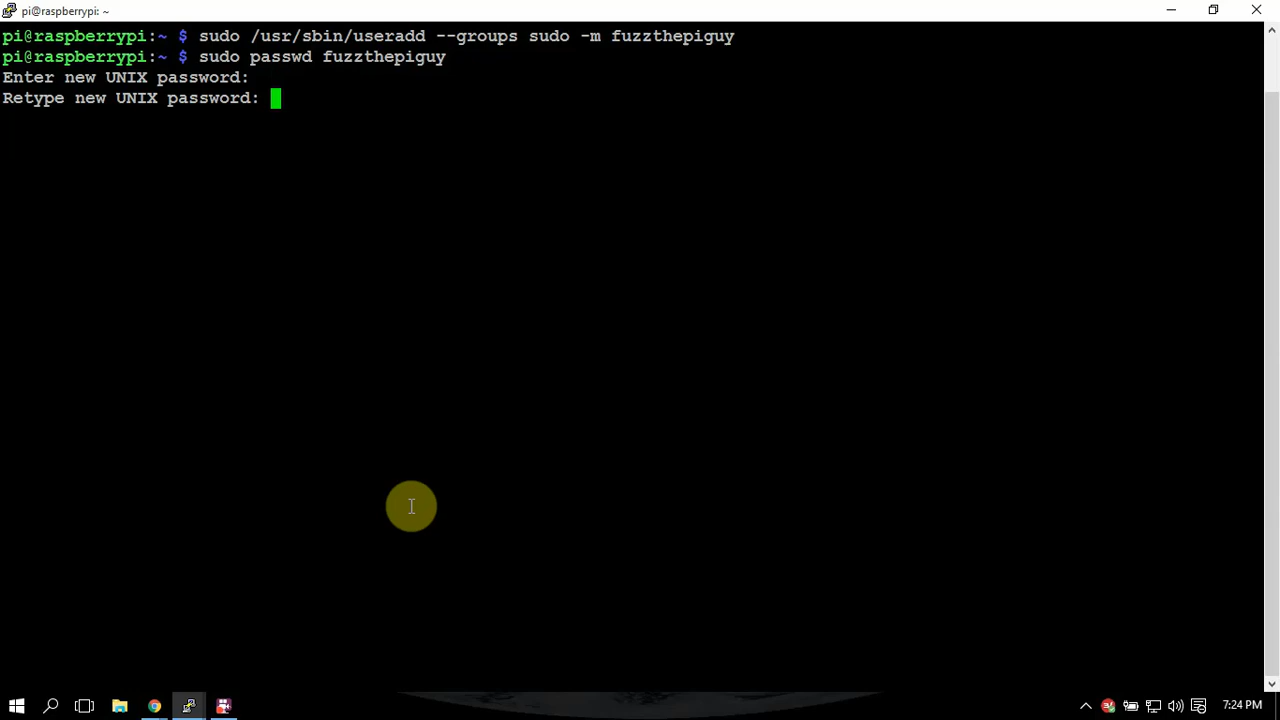 pi@raspberrypi: ~
pi@raspberrypi:~ $ sudo /usr/sbin/useradd --groups sudo -m fuzzthepiguy
pi@raspberrypi:~ $ sudo passwd fuzzthepiguy
Enter new UNIX password:
Retype new UNIX password:
7:24 PM